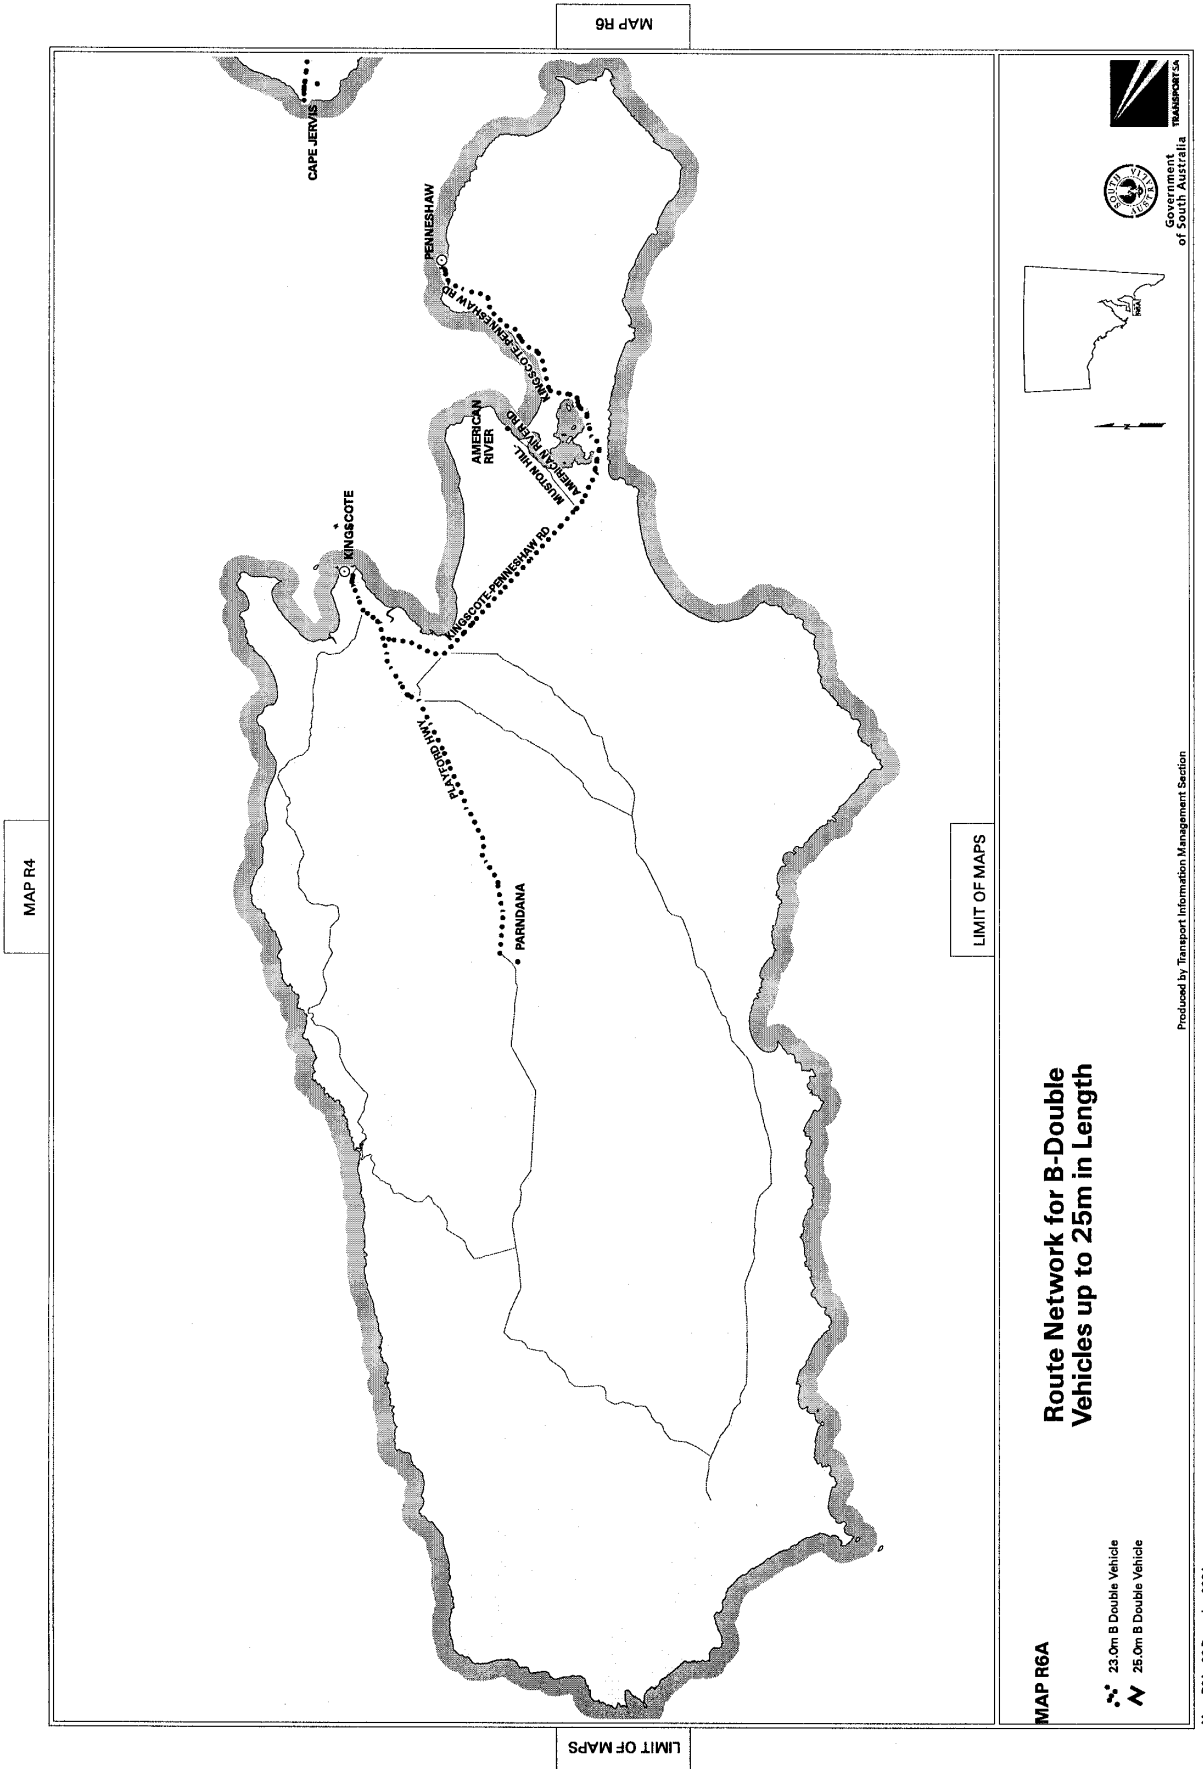 MAP R6
MAP R4
LIMIT OF MAPS
LIMIT OF MAPS
CAPE JERVIS
PENNESHAW
KINGSCOTE-PENNESHAW RD
AMERICAN
RIVER
MUSTON HILL-
AMERICAN RIVER RD
KINGSCOTE
KINGSCOTE-PENNESHAW RD
PLAYFORD HWY
PARNDANA
MAP R6A
23.0m B Double Vehicle
25.0m B Double Vehicle
Route Network for B-Double
Vehicles up to 25m in Length
Produced by Transport Information Management Section
N
SOUTH AUSTRALIA
Government
of South Australia
TRANSPORT SA